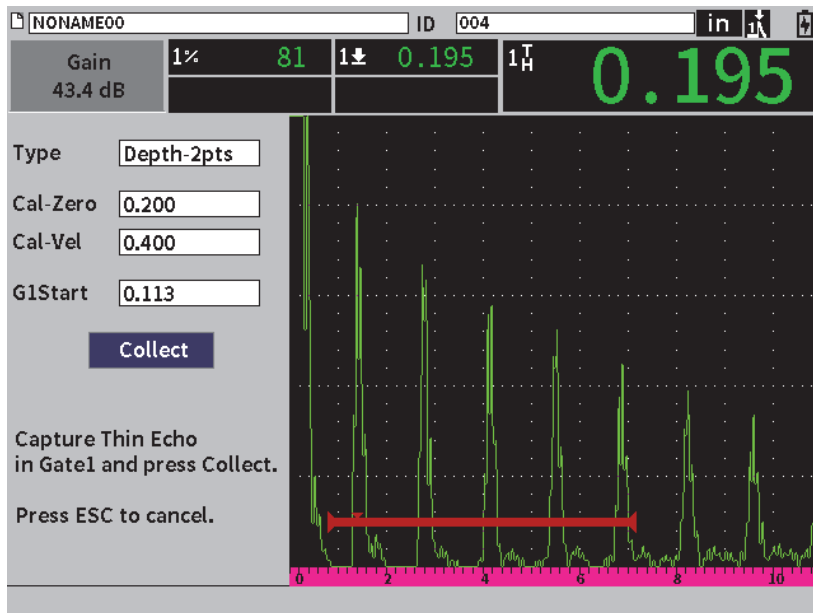 NONAME00 ID 004 in
Gain 43.4 dB
1% 81
1 0.195
1 T H 0.195
Type Depth-2pts
Cal-Zero 0.200
Cal-Vel 0.400
G1Start 0.113
Collect
Capture Thin Echo
in Gate1 and press Collect.
Press ESC to cancel.
0 2 4 6 8 10